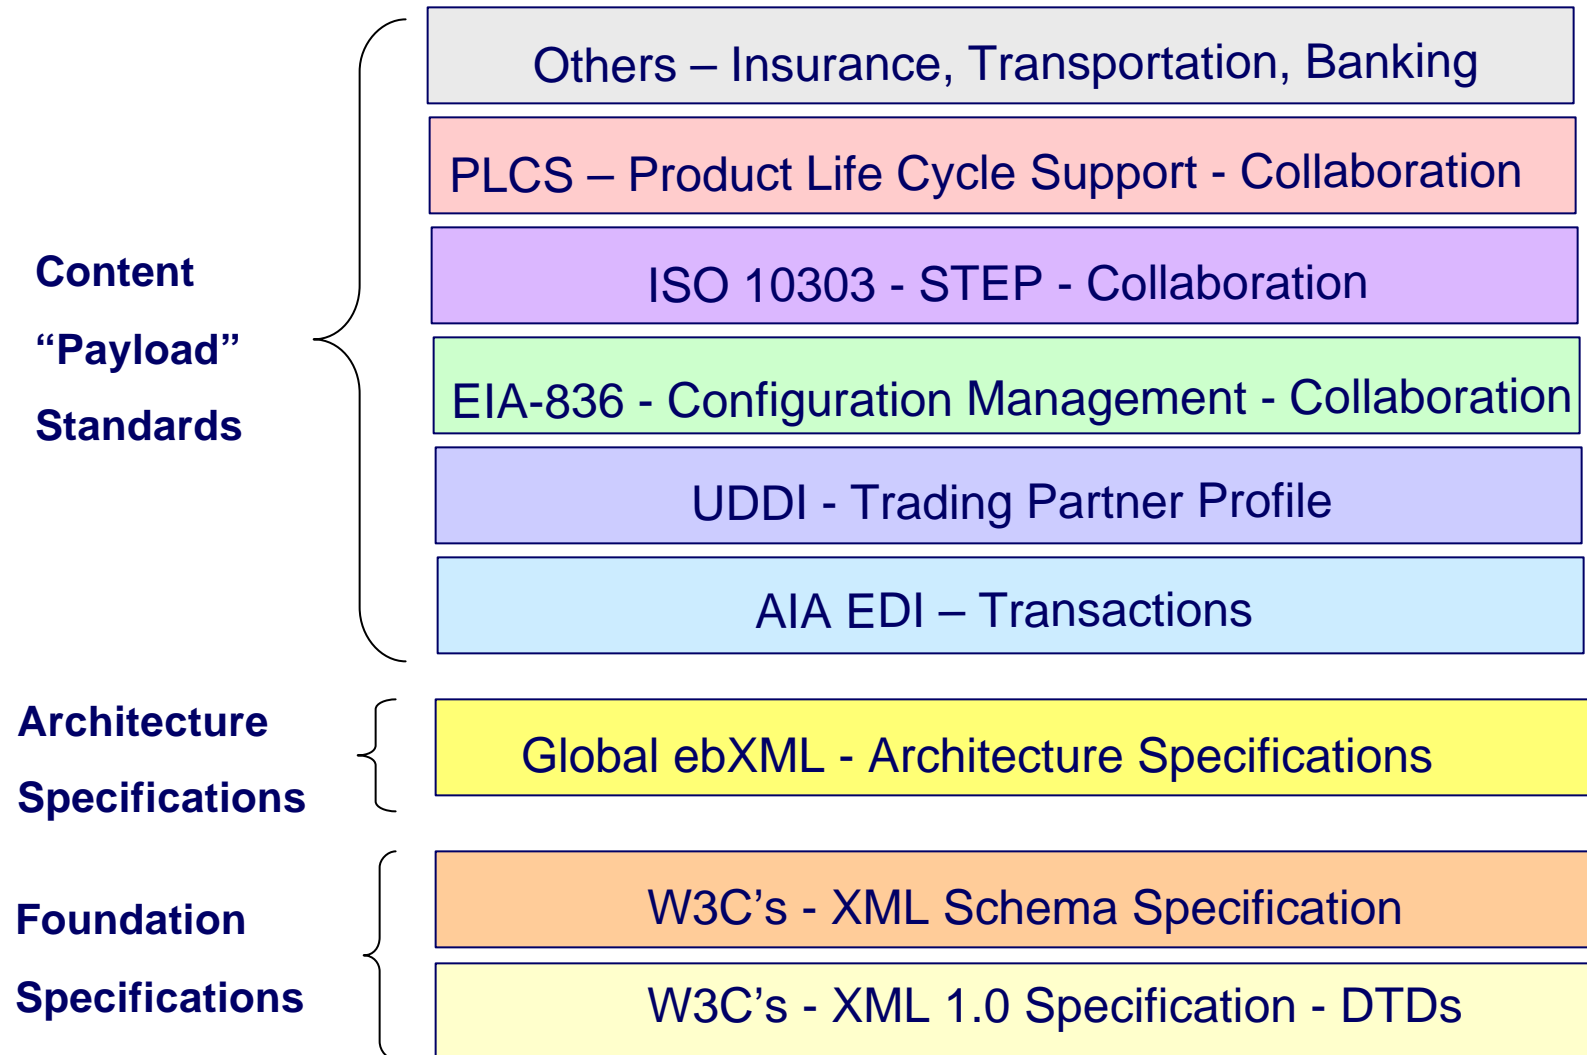 Others – Insurance, Transportation, Banking
PLCS – Product Life Cycle Support - Collaboration
Content
“Payload”
Standards
ISO 10303 - STEP - Collaboration
EIA-836 - Configuration Management - Collaboration
UDDI - Trading Partner Profile
AIA EDI – Transactions
Architecture
Specifications
Global ebXML - Architecture Specifications
Foundation
Specifications
W3C’s - XML Schema Specification
W3C’s - XML 1.0 Specification - DTDs